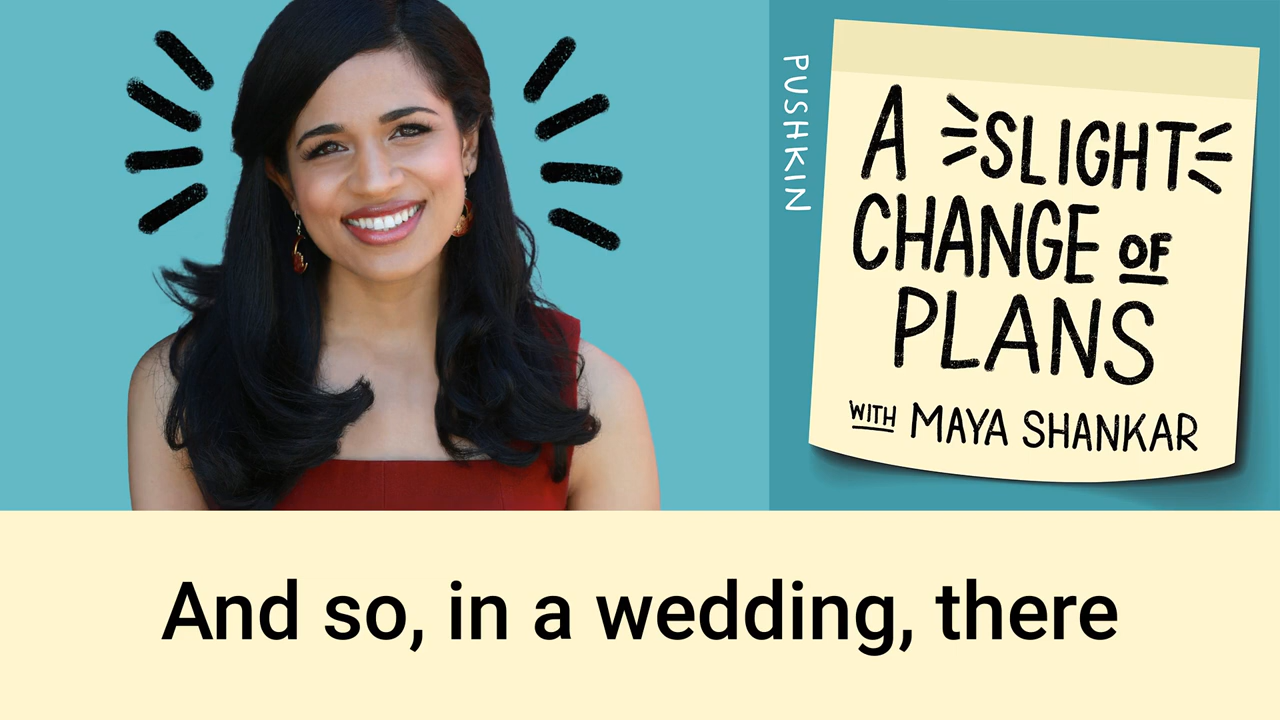 PUSHKIN
A SLIGHT
CHANGE OF
PLANS
WITH MAYA SHANKAR
And so, in a wedding, there